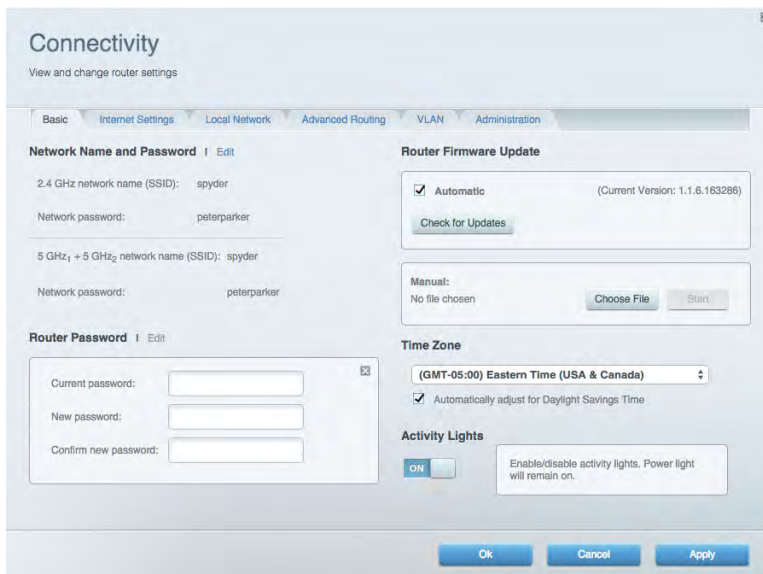 Connectivity
View and change router settings
Basic
Internet Settings
Local Network
Advanced Routing
VLAN
Administration
Network Name and Password | Edit
2.4 GHz network name (SSID): spyder
Network password: peterparker
5 GHz1 + 5 GHz2 network name (SSID): spyder
Network password: peterparker
Router Password | Edit
Current password:
New password:
Confirm new password:
Router Firmware Update
Automatic (Current Version: 1.1.6.163286)
Check for Updates
Manual:
No file chosen
Choose File
Start
Time Zone
(GMT-05:00) Eastern Time (USA & Canada)
Automatically adjust for Daylight Savings Time
Activity Lights
ON
Enable/disable activity lights. Power light
will remain on.
Ok
Cancel
Apply